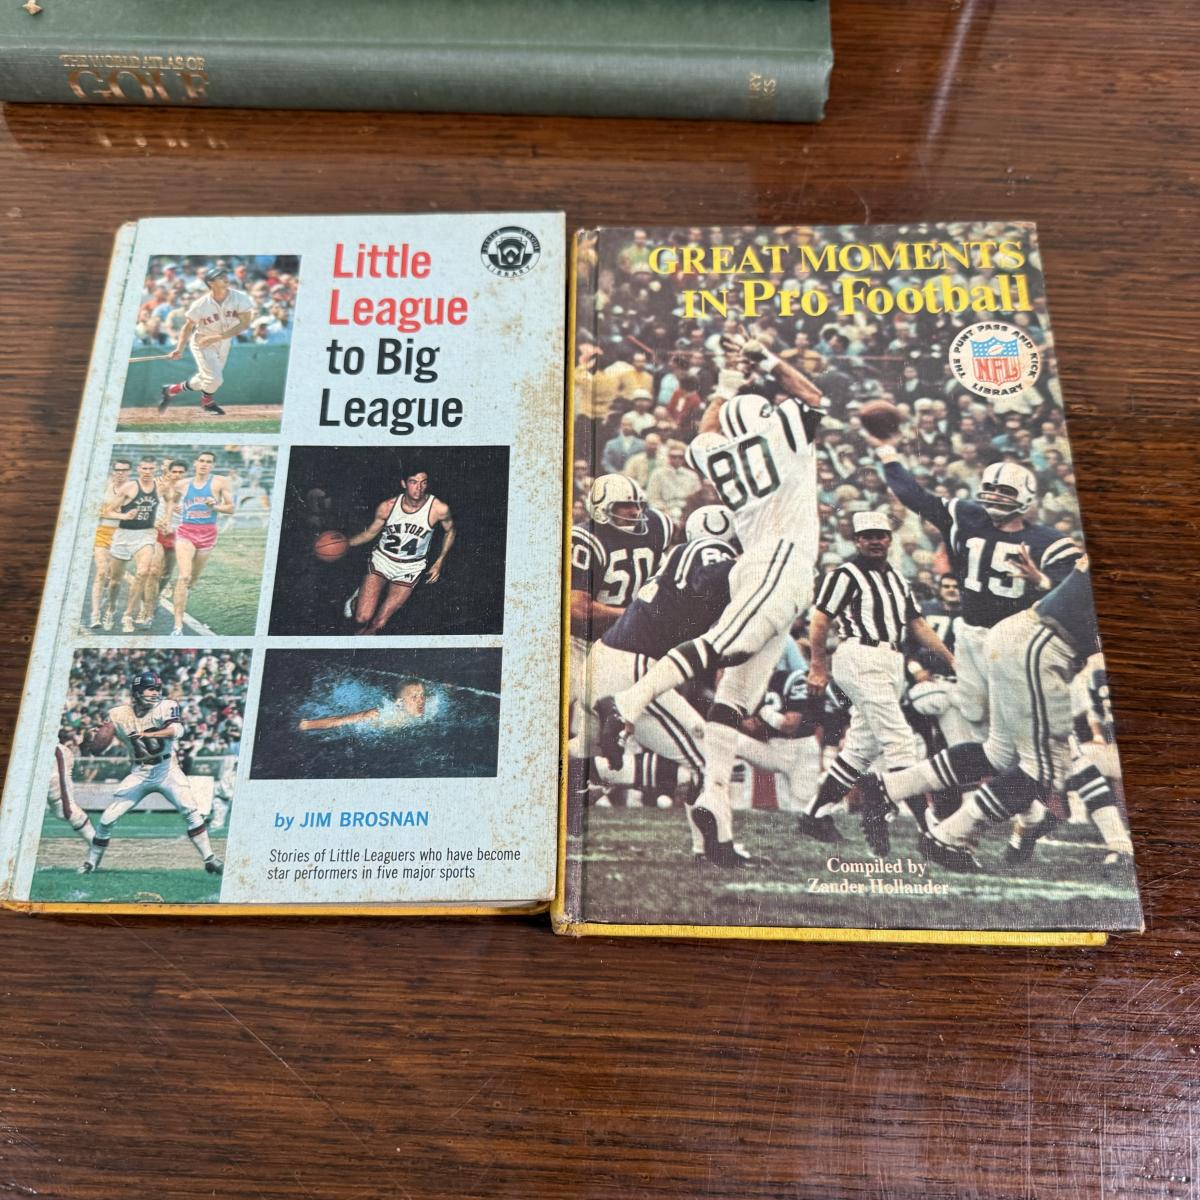 THE WORLD ATLAS OF
GOLF
Little
League
to Big
League
LITTLE LEAGUE
LIBRARY
NEW YORK
24
by JIM BROSNAN
Stories of Little Leaguers who have become
star performers in five major sports
GREAT MOMENTS
IN Pro Football
THE PUNT PASS AND KICK
NFL
LIBRARY
80
50
15
Compiled by
Zander Hollander